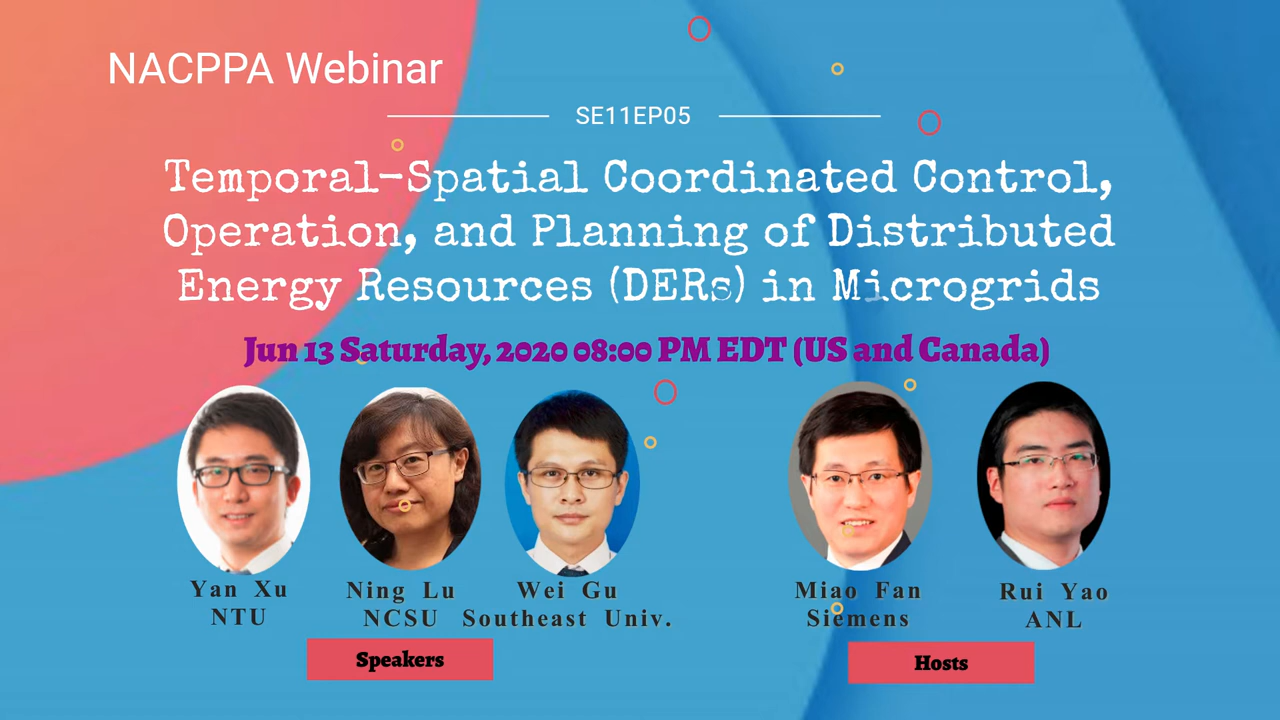 NACPPA Webinar
SE11EP05
Temporal-Spatial Coordinated Control,
Operation, and Planning of Distributed
Energy Resources (DERs) in Microgrids
Jun 13 Saturday, 2020 08:00 PM EDT (US and Canada)
Yan Xu
NTU
Ning Lu
NCSU
Wei Gu
Southeast Univ.
Miao Fan
Siemens
Rui Yao
ANL
Speakers
Hosts